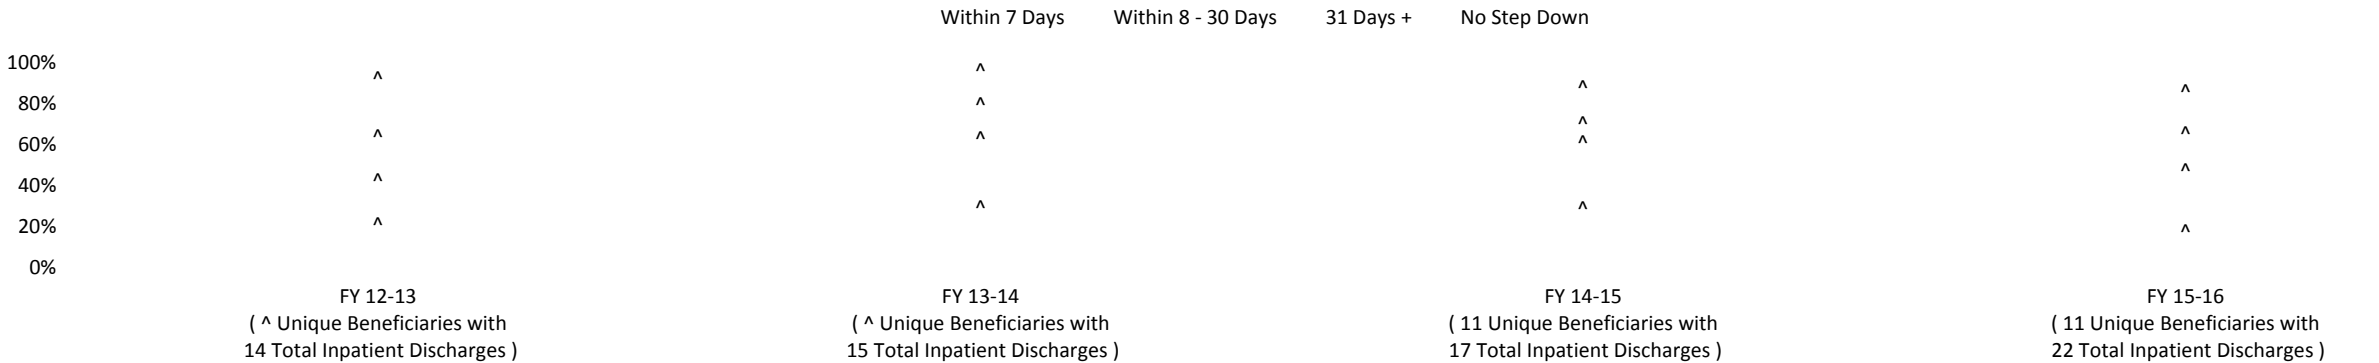 Within 7 Days Within 8 - 30 Days 31 Days + No Step Down
100%
80%
60%
40%
20%
0%
^ ^ ^ ^
^ ^ ^ ^
^ ^ ^ ^
^ ^ ^ ^
FY 12-13 FY 13-14 FY 14-15 FY 15-16
( ^ Unique Beneficiaries with ( ^ Unique Beneficiaries with ( 11 Unique Beneficiaries with ( 11 Unique Beneficiaries with
14 Total Inpatient Discharges ) 15 Total Inpatient Discharges ) 17 Total Inpatient Discharges ) 22 Total Inpatient Discharges )